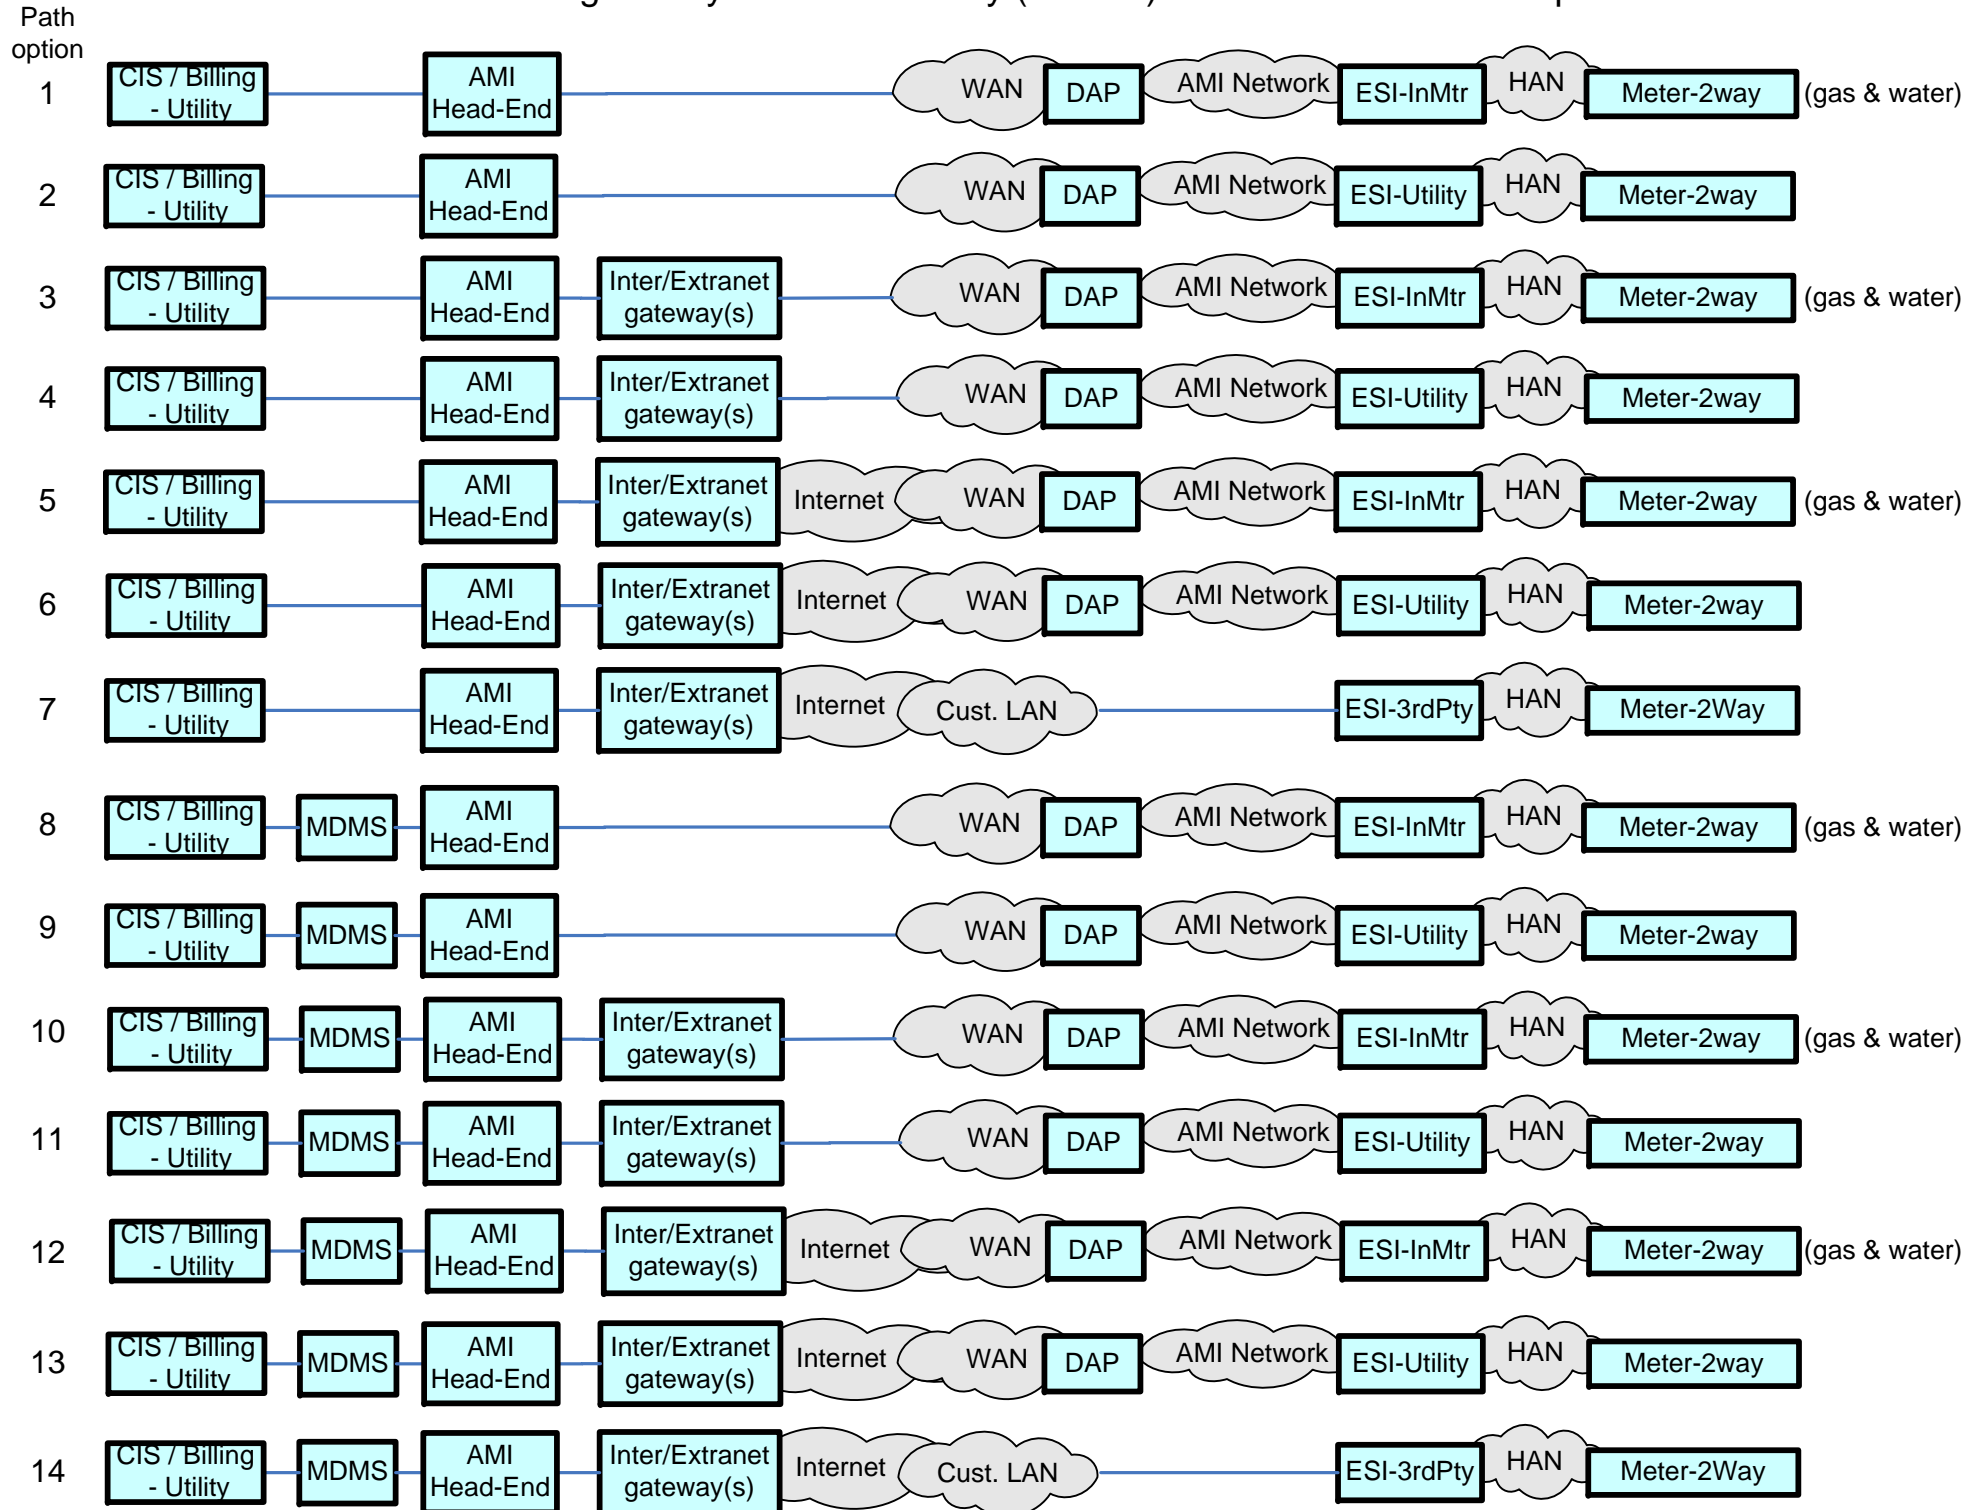 Path
option
1
CIS / Billing
- Utility
AMI
Head-End
WAN
DAP
AMI Network
ESI-InMtr
HAN
Meter-2way
(gas & water)
2
CIS / Billing
- Utility
AMI
Head-End
WAN
DAP
AMI Network
ESI-Utility
HAN
Meter-2way
3
CIS / Billing
- Utility
AMI
Head-End
Inter/Extranet
gateway(s)
WAN
DAP
AMI Network
ESI-InMtr
HAN
Meter-2way
(gas & water)
4
CIS / Billing
- Utility
AMI
Head-End
Inter/Extranet
gateway(s)
WAN
DAP
AMI Network
ESI-Utility
HAN
Meter-2way
5
CIS / Billing
- Utility
AMI
Head-End
Inter/Extranet
gateway(s)
Internet
WAN
DAP
AMI Network
ESI-InMtr
HAN
Meter-2way
(gas & water)
6
CIS / Billing
- Utility
AMI
Head-End
Inter/Extranet
gateway(s)
Internet
WAN
DAP
AMI Network
ESI-Utility
HAN
Meter-2way
7
CIS / Billing
- Utility
AMI
Head-End
Inter/Extranet
gateway(s)
Internet
Cust. LAN
ESI-3rdPty
HAN
Meter-2Way
8
CIS / Billing
- Utility
MDMS
AMI
Head-End
WAN
DAP
AMI Network
ESI-InMtr
HAN
Meter-2way
(gas & water)
9
CIS / Billing
- Utility
MDMS
AMI
Head-End
WAN
DAP
AMI Network
ESI-Utility
HAN
Meter-2way
10
CIS / Billing
- Utility
MDMS
AMI
Head-End
Inter/Extranet
gateway(s)
WAN
DAP
AMI Network
ESI-InMtr
HAN
Meter-2way
(gas & water)
11
CIS / Billing
- Utility
MDMS
AMI
Head-End
Inter/Extranet
gateway(s)
WAN
DAP
AMI Network
ESI-Utility
HAN
Meter-2way
12
CIS / Billing
- Utility
MDMS
AMI
Head-End
Inter/Extranet
gateway(s)
Internet
WAN
DAP
AMI Network
ESI-InMtr
HAN
Meter-2way
(gas & water)
13
CIS / Billing
- Utility
MDMS
AMI
Head-End
Inter/Extranet
gateway(s)
Internet
WAN
DAP
AMI Network
ESI-Utility
HAN
Meter-2way
14
CIS / Billing
- Utility
MDMS
AMI
Head-End
Inter/Extranet
gateway(s)
Internet
Cust. LAN
ESI-3rdPty
HAN
Meter-2Way